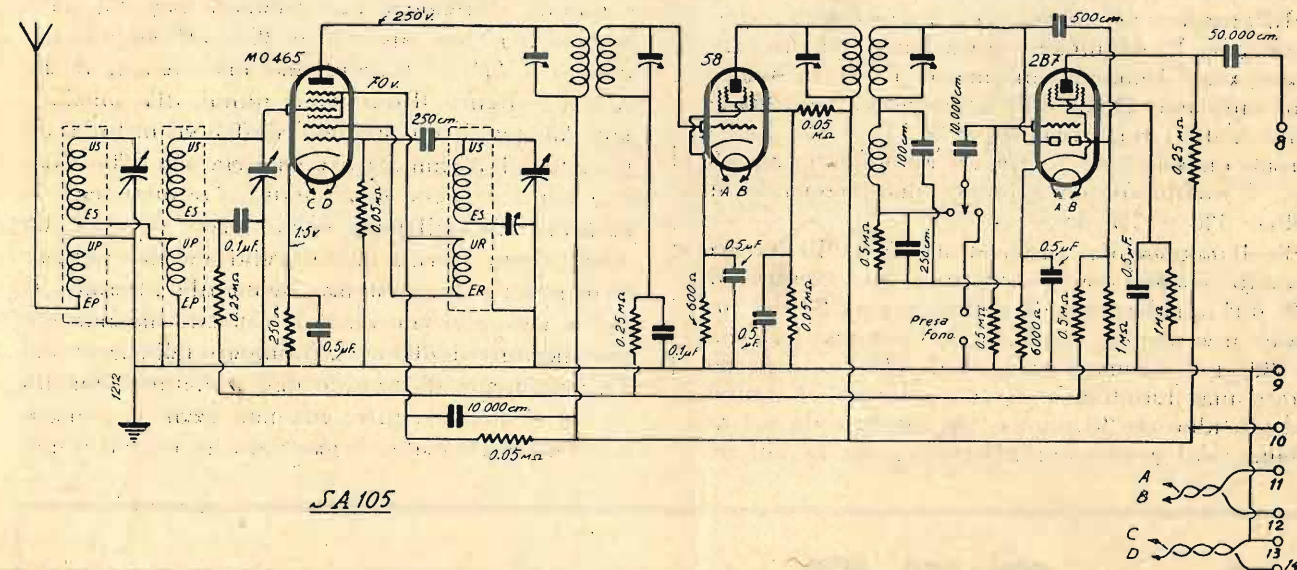 250 v.
500 cm.
50.000 cm.
MO465
70 v.
58
2B7
250 cm.
0.05 MΩ
100 cm.
10.000 cm.
0.25 MΩ
8
US
US
US
ES
ES
ES
UP
UP
UR
EP
EP
ER
C D
A B
A B
0.1 µF.
0.05 MΩ
1.5 v
0.25 MΩ
250 Ω
0.5 µF.
0.25 MΩ
0.1 µF
600 Ω
0.5 µF
0.5 µF.
0.05 MΩ
0.5 MΩ
250 cm.
Presa
Fono.
0.5 MΩ
6000 Ω
0.5 µF
0.5 MΩ
1 MΩ
0.5 µF.
1 MΩ
1212
9
10.000 cm.
0.05 MΩ
10
A
B
11
12
C
D
13
14
SA105